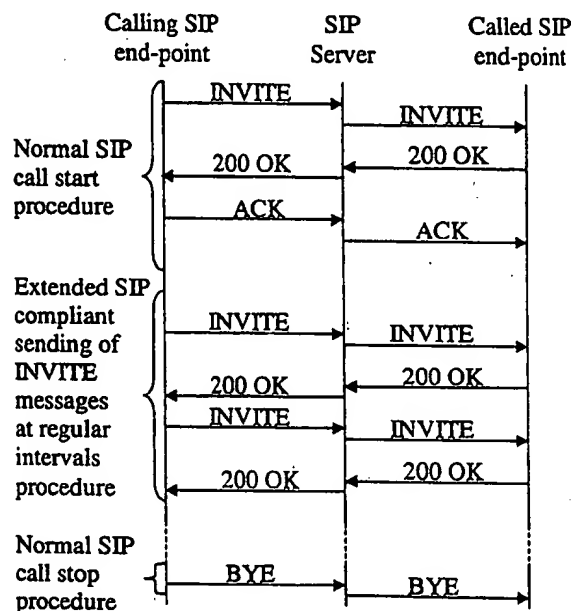 Calling SIP
end-point
SIP
Server
Called SIP
end-point
INVITE
INVITE
Normal SIP
call start
procedure
200 OK
200 OK
ACK
ACK
Extended SIP
compliant
sending of
INVITE
messages
at regular
intervals
procedure
INVITE
INVITE
200 OK
200 OK
INVITE
INVITE
200 OK
200 OK
Normal SIP
call stop
procedure
BYE
BYE